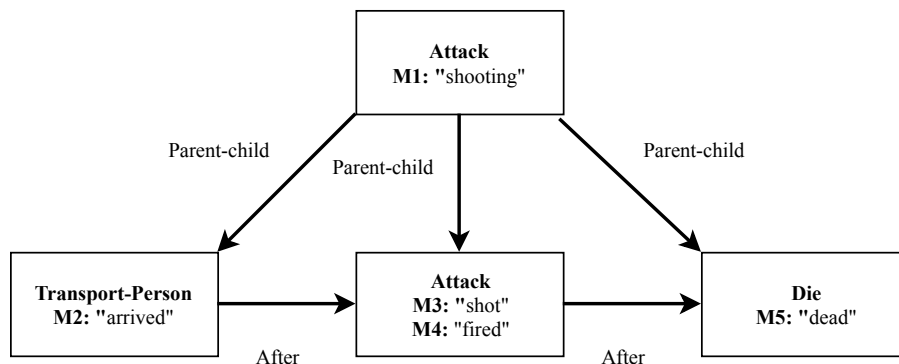 Attack
M1: "shooting"
Parent-child
Parent-child
Parent-child
Transport-Person
M2: "arrived"
Attack
M3: "shot"
M4: "fired"
Die
M5: "dead"
After
After